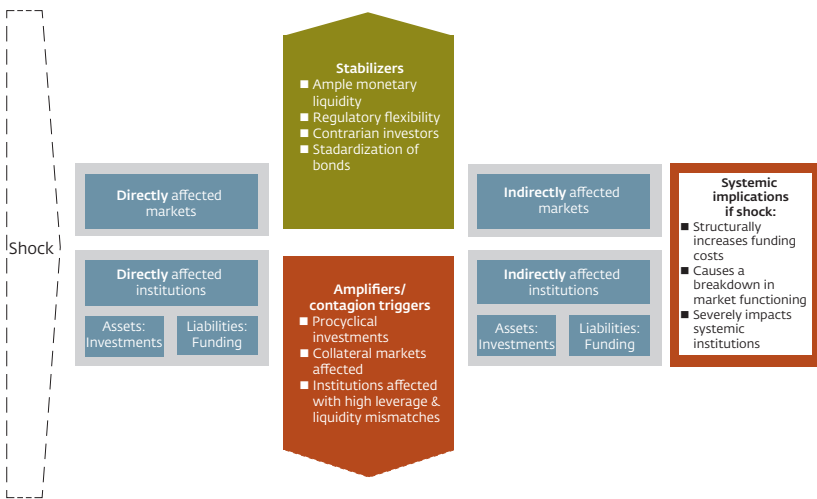 Shock
Directly affected
markets
Directly affected
institutions
Assets:
Investments
Liabilities:
Funding
Stabilizers
■ Ample monetary
liquidity
■ Regulatory flexibility
■ Contrarian investors
■ Stadardization of
bonds
Amplifiers/
contagion triggers
■ Procyclical
investments
■ Collateral markets
affected
■ Institutions affected
with high leverage &
liquidity mismatches
Indirectly affected
markets
Indirectly affected
institutions
Assets:
Investments
Liabilities:
Funding
Systemic
implications
if shock:
■ Structurally
increases funding
costs
■ Causes a
breakdown in
market functioning
■ Severely impacts
systemic
institutions